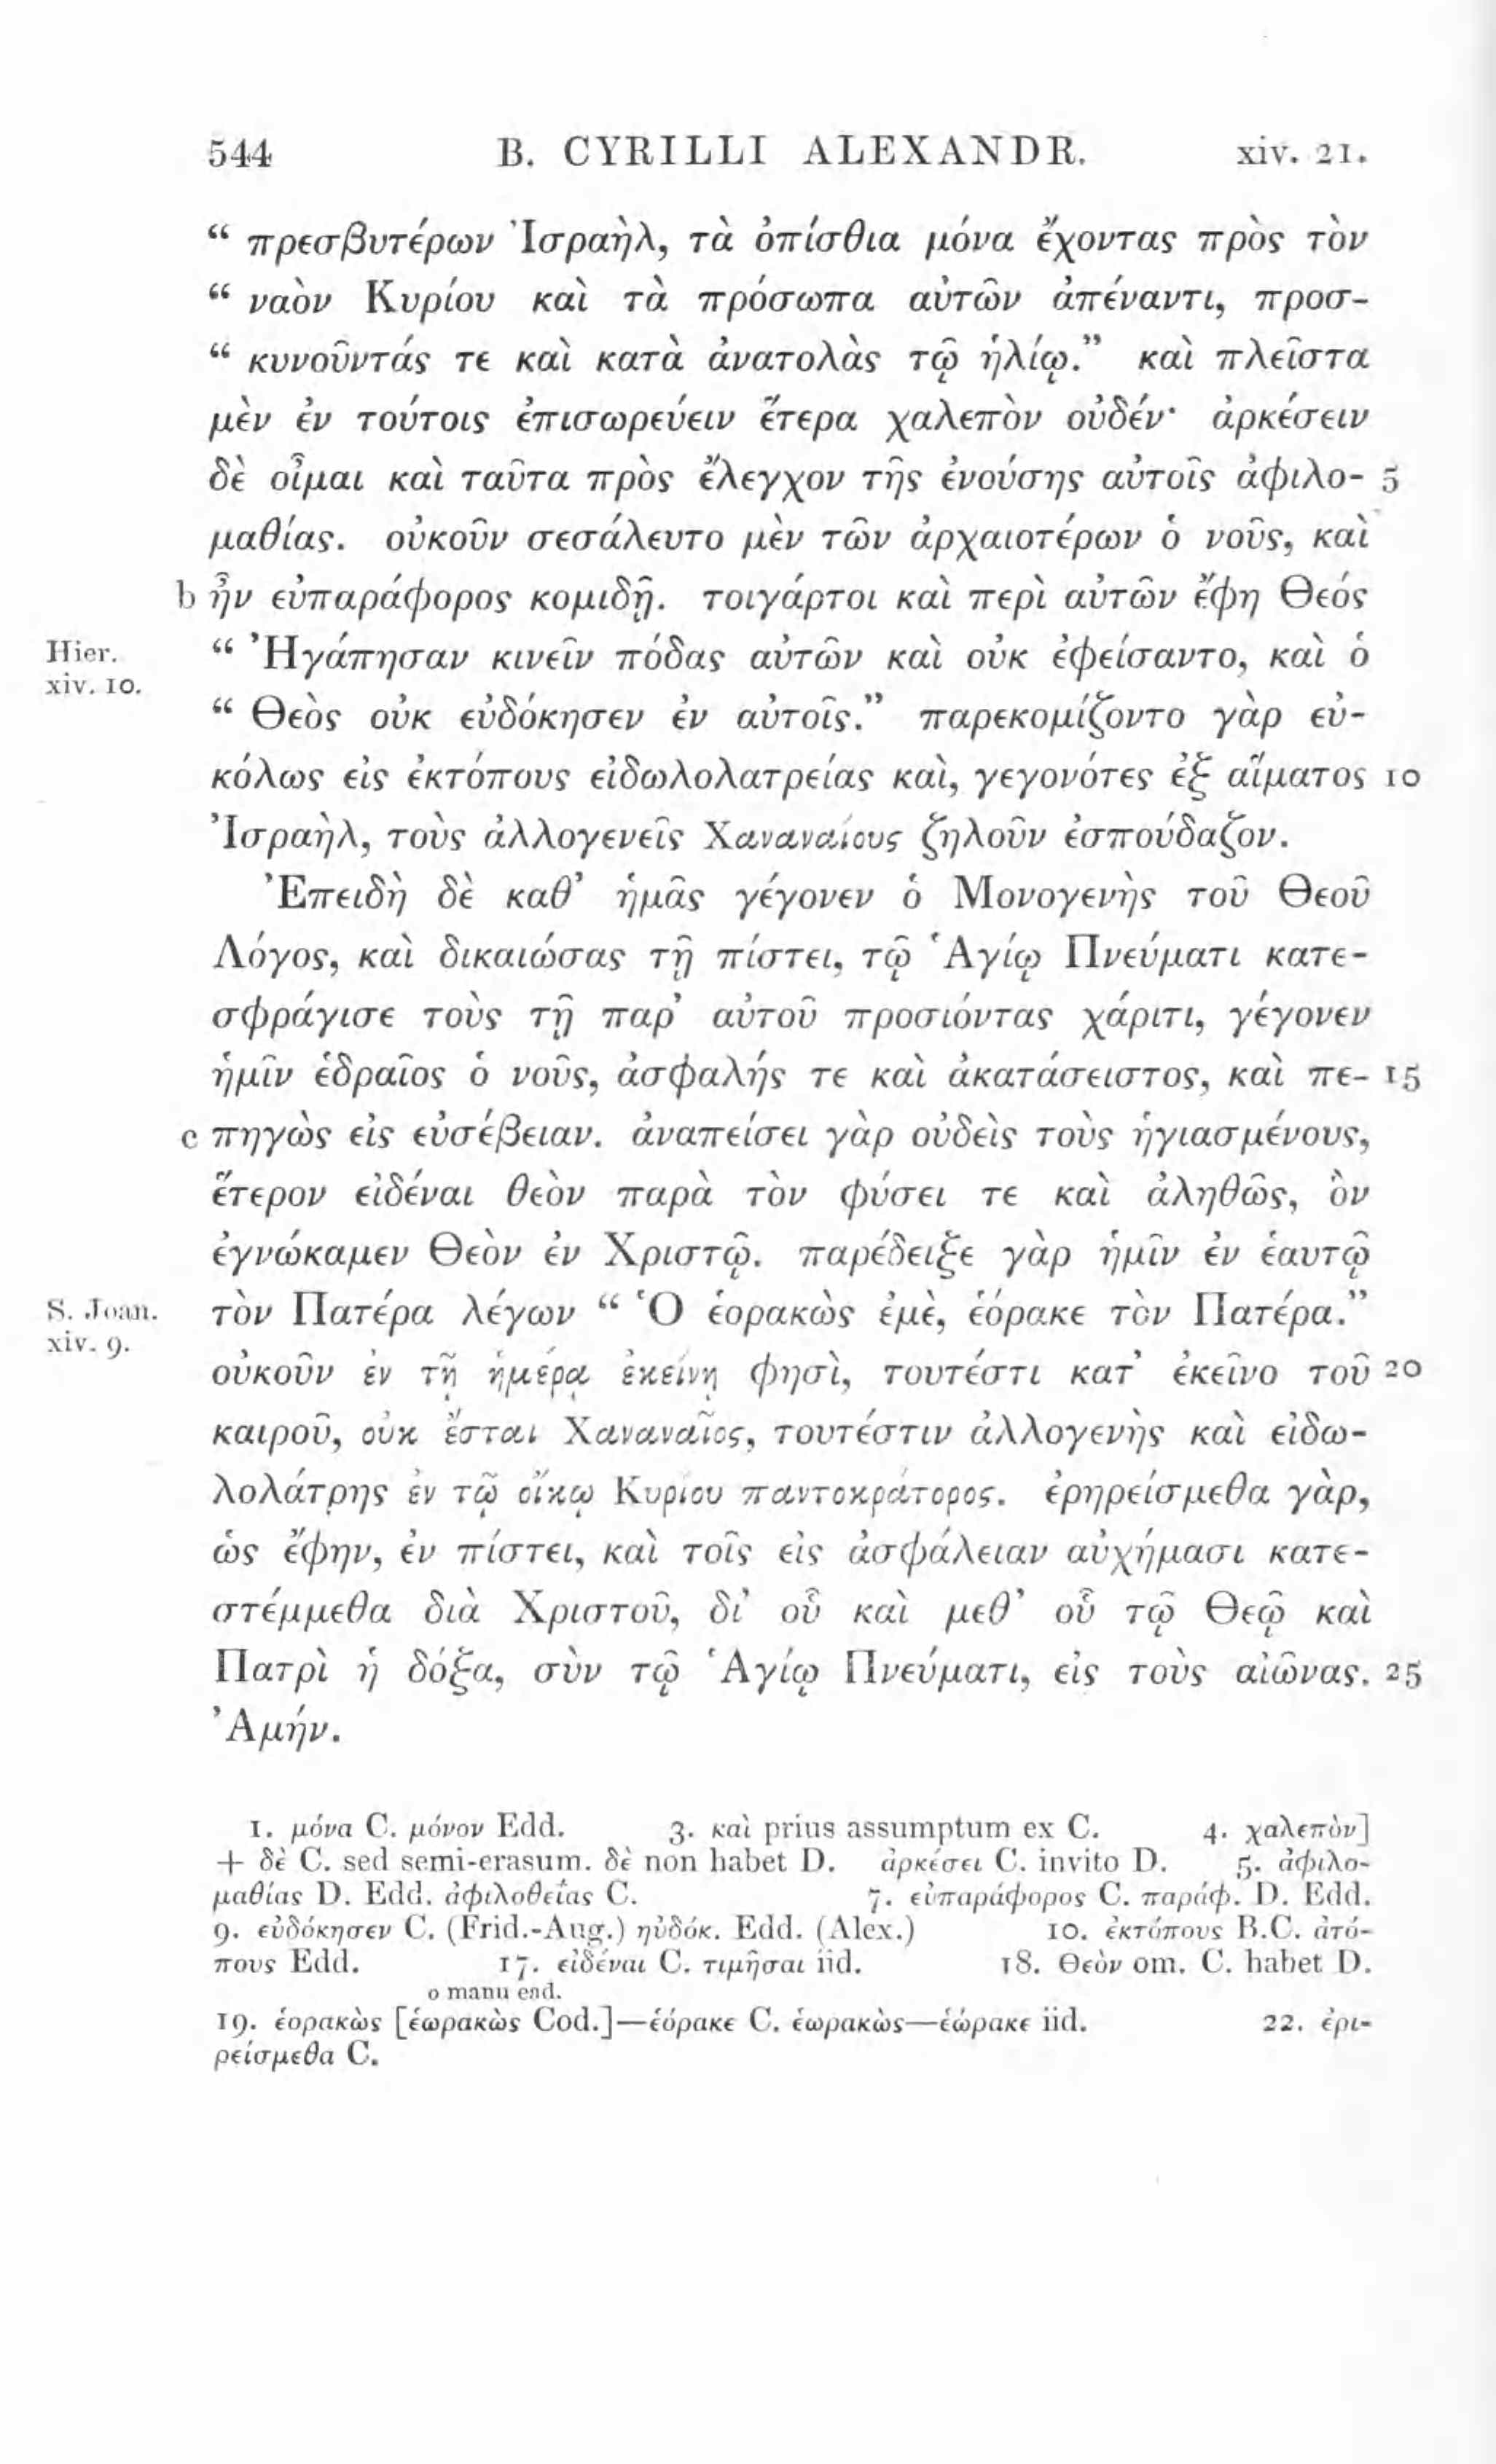 544 B. CYRILLI ALEXANDR. xiv. 21.
“ πρεσβυτέρων Ἰσραὴλ, τὰ ὀπίσθια μόνα ἔχοντας πρὸς τὸν
“ ναὸν Κυρίου καὶ τὰ πρόσωπα αὐτῶν ἀπέναντι, προσ-
“ κυνοῦντάς τε καὶ κατὰ ἀνατολὰς τῷ ἡλίῳ.” καὶ πλεῖστα
μὲν ἐν τούτοις ἐπισωρεύειν ἕτερα χαλεπὸν οὐδέν· ἀρκέσειν
δὲ οἶμαι καὶ ταῦτα πρὸς ἔλεγχον τῆς ἐνούσης αὐτοῖς ἀφιλο- 5
μαθίας. οὐκοῦν σεσάλευτο μὲν τῶν ἀρχαιοτέρων ὁ νοῦς, καὶ
b ἦν εὐπαράφορος κομιδῇ. τοιγάρτοι καὶ περὶ αὐτῶν ἔφη Θεός
Hier. xiv. 10. “ Ἠγάπησαν κινεῖν πόδας αὐτῶν καὶ οὐκ ἐφείσαντο, καὶ ὁ
“ Θεὸς οὐκ εὐδόκησεν ἐν αὐτοῖς.” παρεκομίζοντο γὰρ εὐ-
κόλως εἰς ἐκτόπους εἰδωλολατρείας καὶ, γεγονότες ἐξ αἵματος 10
Ἰσραὴλ, τοὺς ἀλλογενεῖς Χαναναίους ζηλοῦν ἐσπούδαζον.
Ἐπειδὴ δὲ καθ’ ἡμᾶς γέγονεν ὁ Μονογενὴς τοῦ Θεοῦ
Λόγος, καὶ δικαιώσας τῇ πίστει, τῷ Ἁγίῳ Πνεύματι κατε-
σφράγισε τοὺς τῇ παρ’ αὐτοῦ προσιόντας χάριτι, γέγονεν
ἡμῖν ἑδραῖος ὁ νοῦς, ἀσφαλής τε καὶ ἀκατάσειστος, καὶ πε- 15
c πηγὼς εἰς εὐσέβειαν. ἀναπείσει γὰρ οὐδεὶς τοὺς ἡγιασμένους,
ἕτερον εἰδέναι θεὸν παρὰ τὸν φύσει τε καὶ ἀληθῶς, ὃν
ἐγνώκαμεν Θεὸν ἐν Χριστῷ. παρέδειξε γὰρ ἡμῖν ἐν ἑαυτῷ
S. Joan. xiv. 9. τὸν Πατέρα λέγων “ Ὁ ἑορακὼς ἐμὲ, ἑόρακε τὸν Πατέρα.”
οὐκοῦν ἐν τῇ ἡμέρᾳ ἐκείνῃ φησὶ, τουτέστι κατ’ ἐκεῖνο τοῦ 20
καιροῦ, οὐκ ἔσται Χαναναῖος, τουτέστιν ἀλλογενὴς καὶ εἰδω-
λολάτρης ἐν τῷ οἴκῳ Κυρίου παντοκράτορος. ἐρηρείσμεθα γὰρ,
ὡς ἔφην, ἐν πίστει, καὶ τοῖς εἰς ἀσφάλειαν αὐχήμασι κατε-
στέμμεθα διὰ Χριστοῦ, δι’ οὗ καὶ μεθ’ οὗ τῷ Θεῷ καὶ
Πατρὶ ἡ δόξα, σὺν τῷ Ἁγίῳ Πνεύματι, εἰς τοὺς αἰῶνας. 25
Ἀμήν.
1. μόνα C. μόνον Edd. 3. καὶ prius assumptum ex C. 4. χαλεπὸν]
+ δὲ C. sed semi-erasum. δὲ non habet D. ἀρκέσει C. invito D. 5. ἀφιλο-
μαθίας D. Edd. ἀφιλοθεΐας C. 7. εὐπαράφορος C. παράφ. D. Edd.
9. εὐδόκησεν C. (Frid.-Aug.) ηὐδόκ. Edd. (Alex.) 10. ἐκτόπους B.C. ἀτό-
πους Edd. 17. εἰδέναι C. τιμῆσαι iid. 18. Θεὸν om. C. habet D.
o manu ead.
19. ἑορακὼς [ἑωρακὼς Cod.]—ἑόρακε C. ἑωρακὼς—ἑώρακε iid. 22. ἐρι-
ρείσμεθα C.